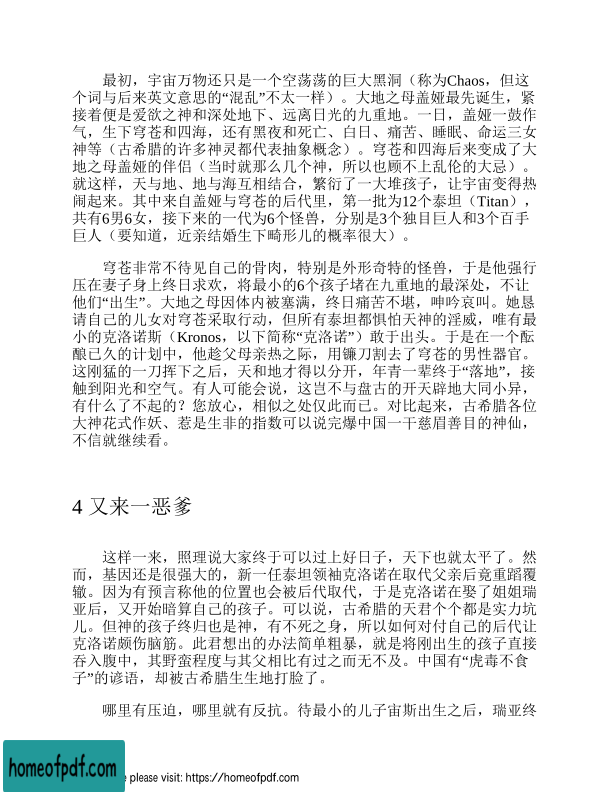 最初，宇宙万物还只是一个空荡荡的巨大黑洞（称为Chaos，但这
个词与后来英文意思的“混乱”不太一样）。大地之母盖娅最先诞生，紧
接着便是爱欲之神和深处地下、远离日光的九重地。一日，盖娅一鼓作
气，生下穹苍和四海，还有黑夜和死亡、白日、痛苦、睡眠、命运三女
神等（古希腊的许多神灵都代表抽象概念）。穹苍和四海后来变成了大
地之母盖娅的伴侣（当时就那么几个神，所以也顾不上乱伦的大忌）。
就这样，天与地、地与海互相结合，繁衍了一大堆孩子，让宇宙变得热
闹起来。其中来自盖娅与穹苍的后代里，第一批为12个泰坦（Titan），
共有6男6女，接下来的一代为6个怪兽，分别是3个独目巨人和3个百手
巨人（要知道，近亲结婚生下畸形儿的概率很大）。
穹苍非常不待见自己的骨肉，特别是外形奇特的怪兽，于是他强行
压在妻子身上终日求欢，将最小的6个孩子堵在九重地的最深处，不让
他们“出生”。大地之母因体内被塞满，终日痛苦不堪，呻吟哀叫。她恳
请自己的儿女对穹苍采取行动，但所有泰坦都惧怕天神的淫威，唯有最
小的克洛诺斯（Kronos，以下简称“克洛诺”）敢于出头。于是在一个酝
酿已久的计划中，他趁父母亲热之际，用镰刀割去了穹苍的男性器官。
这刚猛的一刀挥下之后，天和地才得以分开，年青一辈终于“落地”，接
触到阳光和空气。有人可能会说，这岂不与盘古的开天辟地大同小异，
有什么了不起的？您放心，相似之处仅此而已。对比起来，古希腊各位
大神花式作妖、惹是生非的指数可以说完爆中国一干慈眉善目的神仙，
不信就继续看。
4 又来一恶爹
这样一来，照理说大家终于可以过上好日子，天下也就太平了。然
而，基因还是很强大的，新一任泰坦领袖克洛诺在取代父亲后竟重蹈覆
辙。因为有预言称他的位置也会被后代取代，于是克洛诺在娶了姐姐瑞
亚后，又开始暗算自己的孩子。可以说，古希腊的天君个个都是实力坑
儿。但神的孩子终归也是神，有不死之身，所以如何对付自己的后代让
克洛诺颇伤脑筋。此君想出的办法简单粗暴，就是将刚出生的孩子直接
吞入腹中，其野蛮程度与其父相比有过之而无不及。中国有“虎毒不食
子”的谚语，却被古希腊生生地打脸了。
哪里有压迫，哪里就有反抗。待最小的儿子宙斯出生之后，瑞亚终
homeofpdf.com
please visit: https://homeofpdf.com